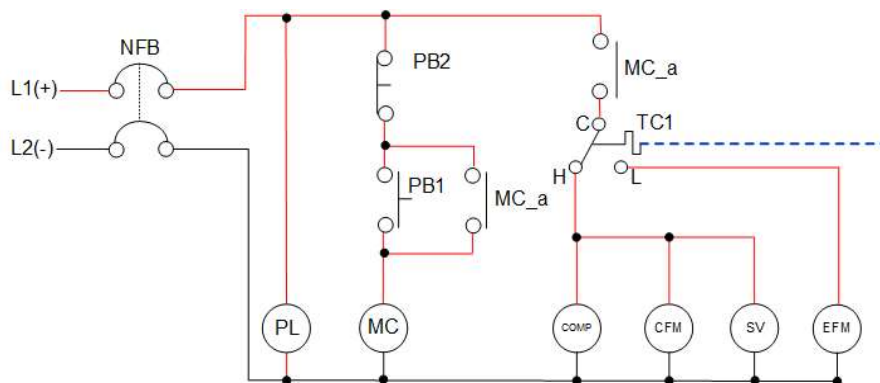 NFB
PB2
MC_a
L1(+)
C
TC1
L2(-)
H
L
PB1
MC_a
PL
MC
COMP
CFM
SV
EFM